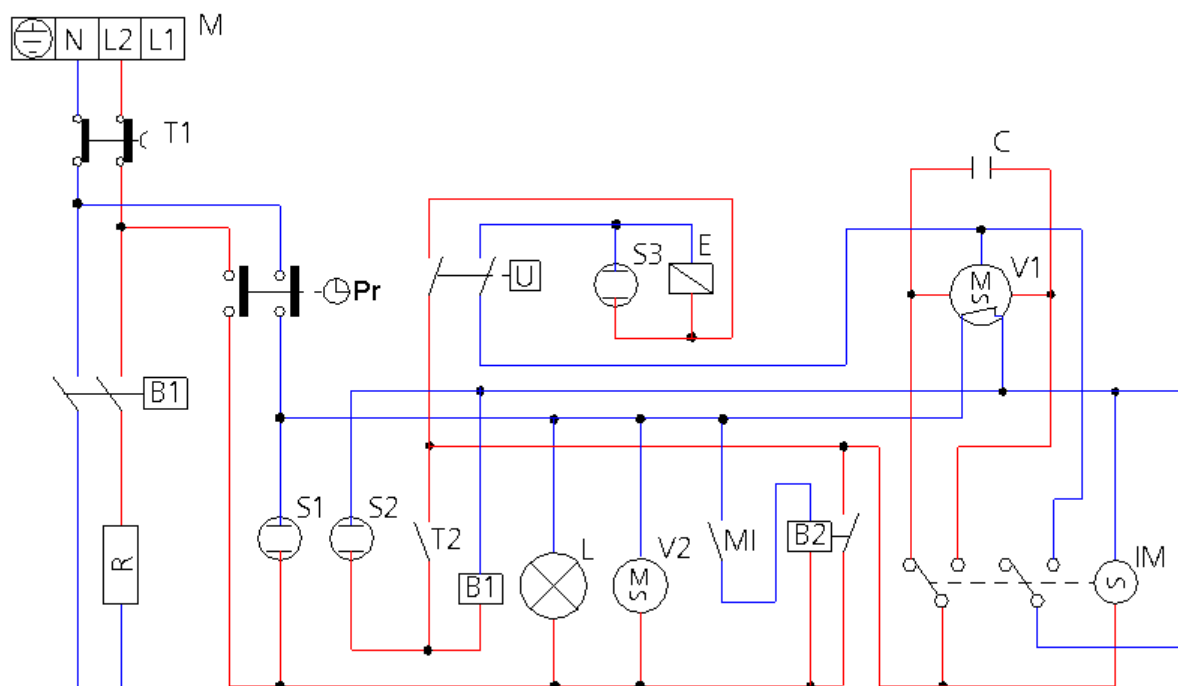 N L2 L1 M
T1
C
S3 E
U
V1
Pr
B1
S1 S2
T2 L V2 MI B2 IM
R B1
M
S
M
S
S